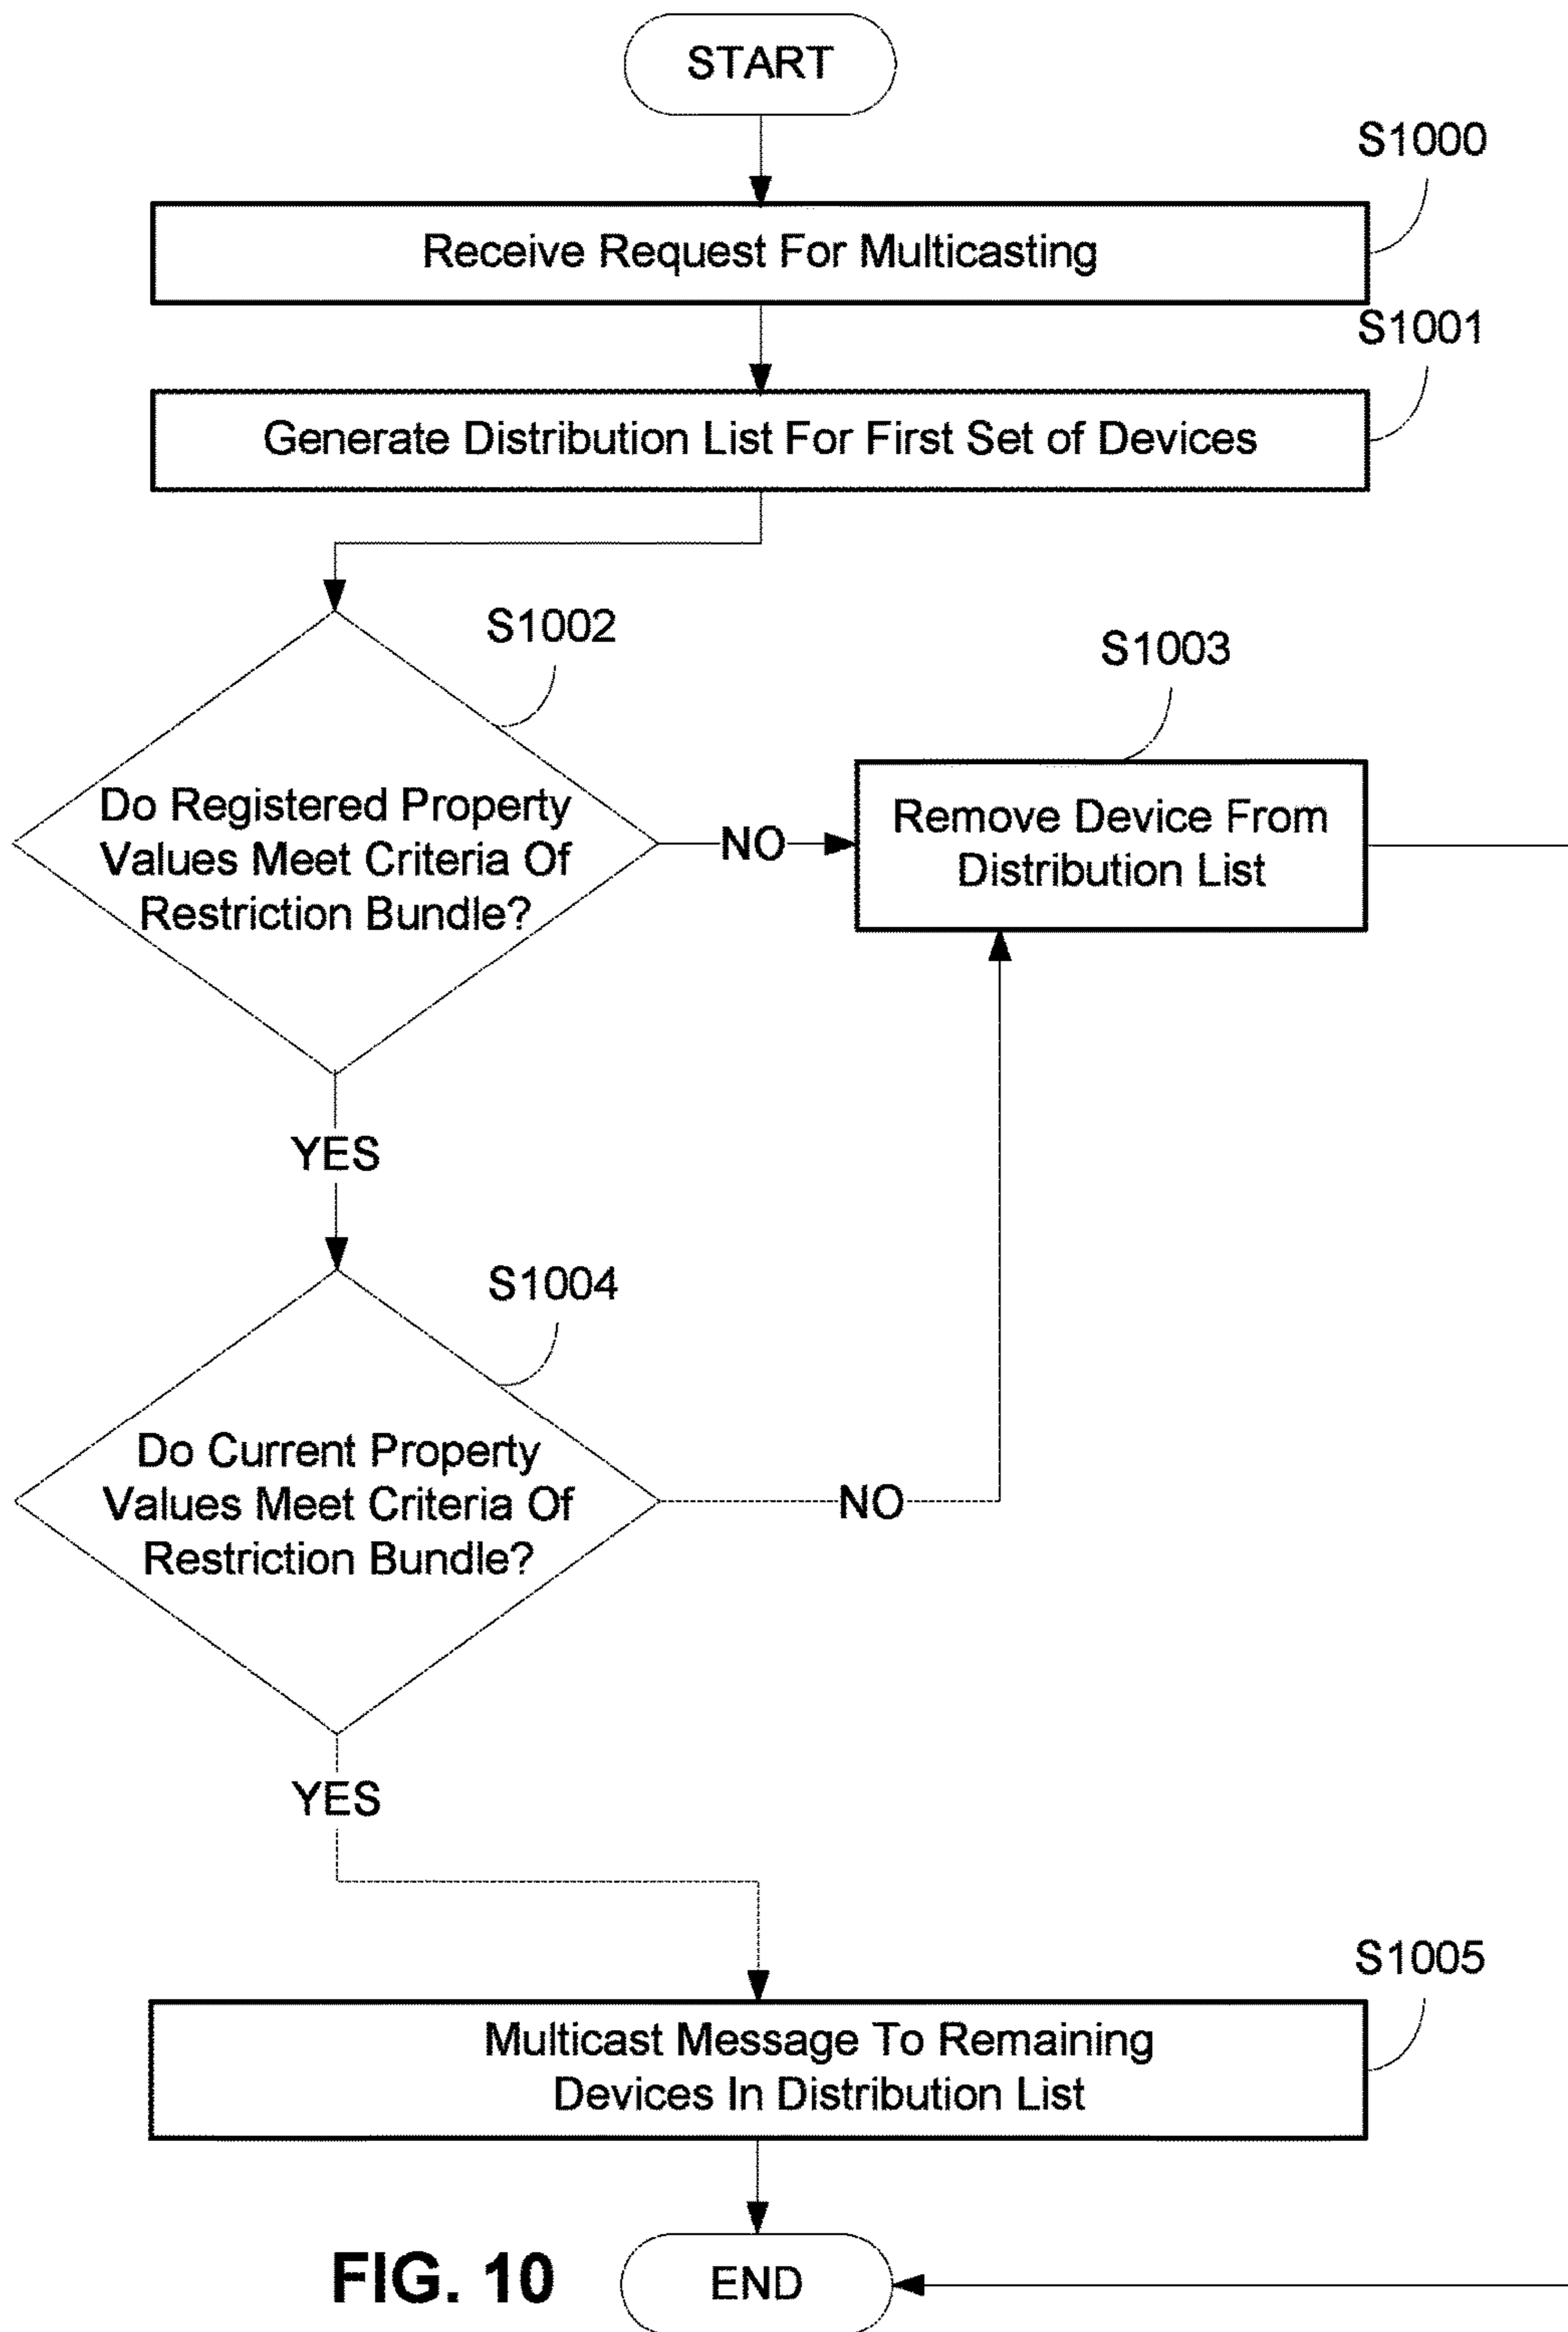 START
S1000
Receive Request For Multicasting
S1001
Generate Distribution List For First Set of Devices
S1002
S1003
Do Registered Property
Values Meet Criteria Of
Restriction Bundle?
NO
Remove Device From
Distribution List
YES
S1004
Do Current Property
Values Meet Criteria Of
Restriction Bundle?
NO
YES
S1005
Multicast Message To Remaining
Devices In Distribution List
FIG. 10
END